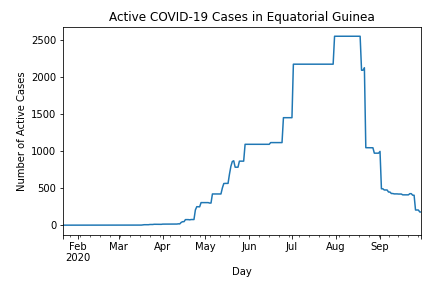 Active COVID-19 Cases in Equatorial Guinea
Number of Active Cases
2500
2000
1500
1000
500
0
Feb Mar Apr May Jun Jul Aug Sep
2020
Day